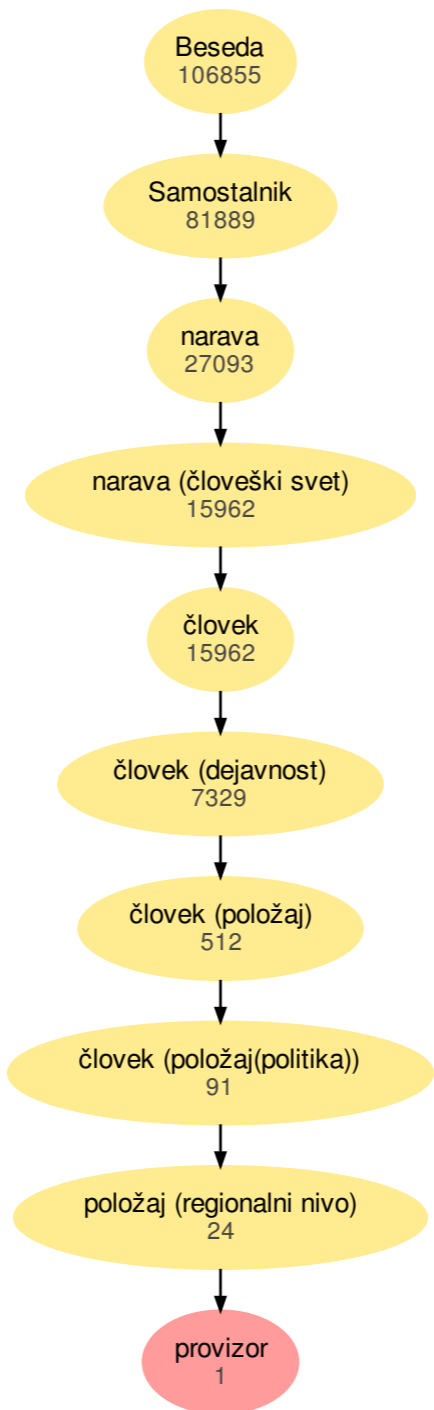 Beseda
106855
Samostalnik
81889
narava
27093
narava (človeški svet)
15962
človek
15962
človek (dejavnost)
7329
človek (položaj)
512
človek (položaj(politika))
91
položaj (regionalni nivo)
24
provizor
1